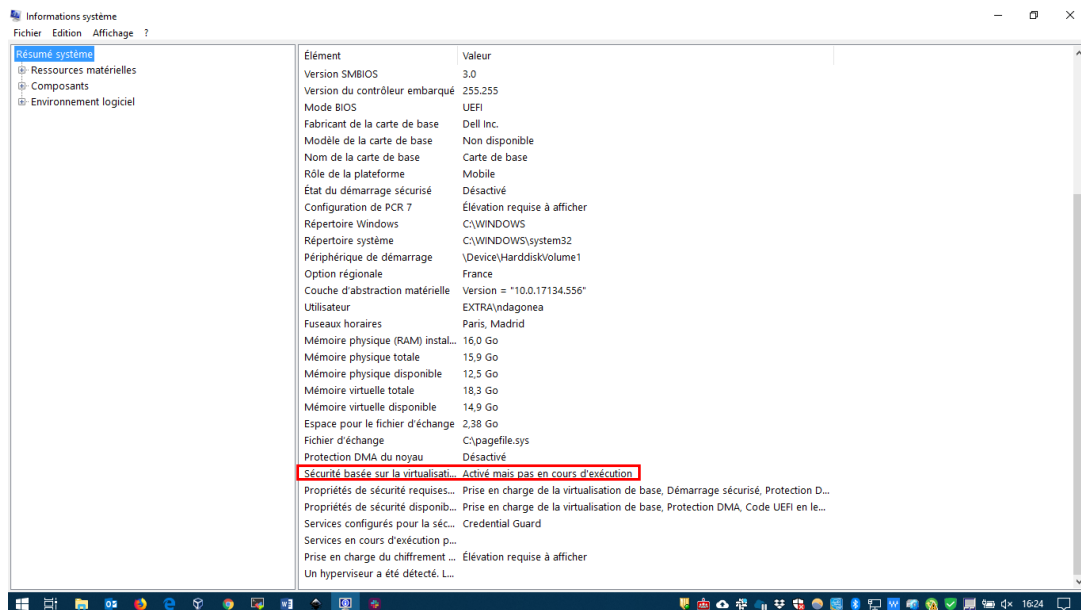 Informations système
Fichier Edition Affichage ?
Résumé système
Ressources matérielles
Composants
Environnement logiciel
Élément Valeur
Version SMBIOS 3.0
Version du contrôleur embarqué 255.255
Mode BIOS UEFI
Fabricant de la carte de base Dell Inc.
Modèle de la carte de base Non disponible
Nom de la carte de base Carte de base
Rôle de la plateforme Mobile
État du démarrage sécurisé Désactivé
Configuration de PCR 7 Élévation requise à afficher
Répertoire Windows C:\WINDOWS
Répertoire système C:\WINDOWS\system32
Périphérique de démarrage \Device\HarddiskVolume1
Option régionale France
Couche d'abstraction matérielle Version = "10.0.17134.556"
Utilisateur EXTRA\ndagonea
Fuseaux horaires Paris, Madrid
Mémoire physique (RAM) instal... 16,0 Go
Mémoire physique totale 15,9 Go
Mémoire physique disponible 12,5 Go
Mémoire virtuelle totale 18,3 Go
Mémoire virtuelle disponible 14,9 Go
Espace pour le fichier d'échange 2,38 Go
Fichier d'échange C:\pagefile.sys
Protection DMA du noyau Désactivé
Sécurité basée sur la virtualisati... Activé mais pas en cours d'exécution
Propriétés de sécurité requises... Prise en charge de la virtualisation de base, Démarrage sécurisé, Protection D...
Propriétés de sécurité disponib... Prise en charge de la virtualisation de base, Protection DMA, Code UEFI en le...
Services configurés pour la séc... Credential Guard
Services en cours d'exécution p...
Prise en charge du chiffrement ... Élévation requise à afficher
Un hyperviseur a été détecté. L...
16:24